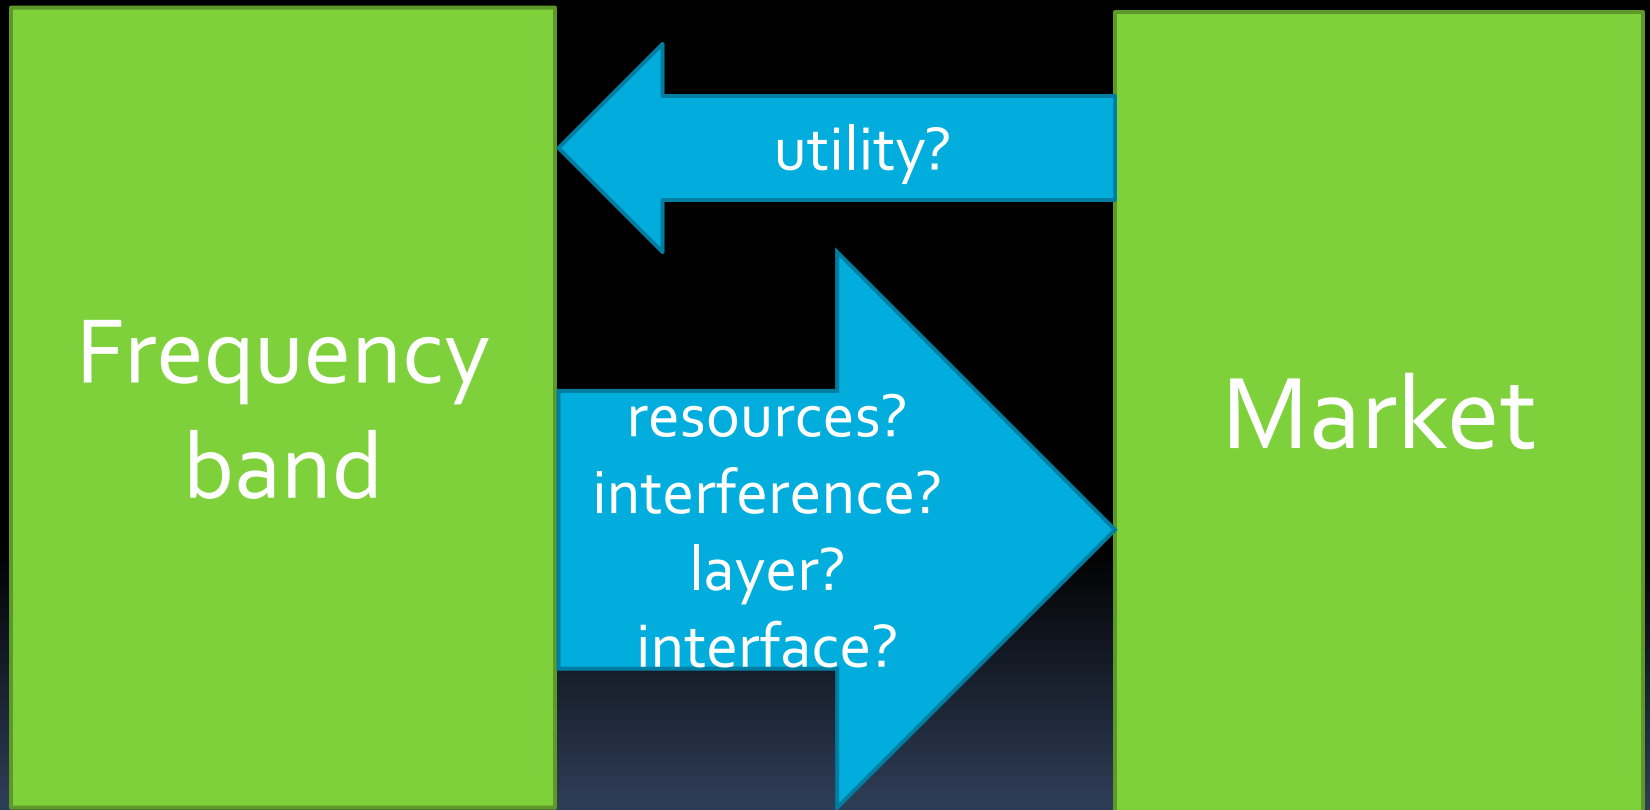 Frequency
band
utility?
resources?
interference?
layer?
interface?
Market